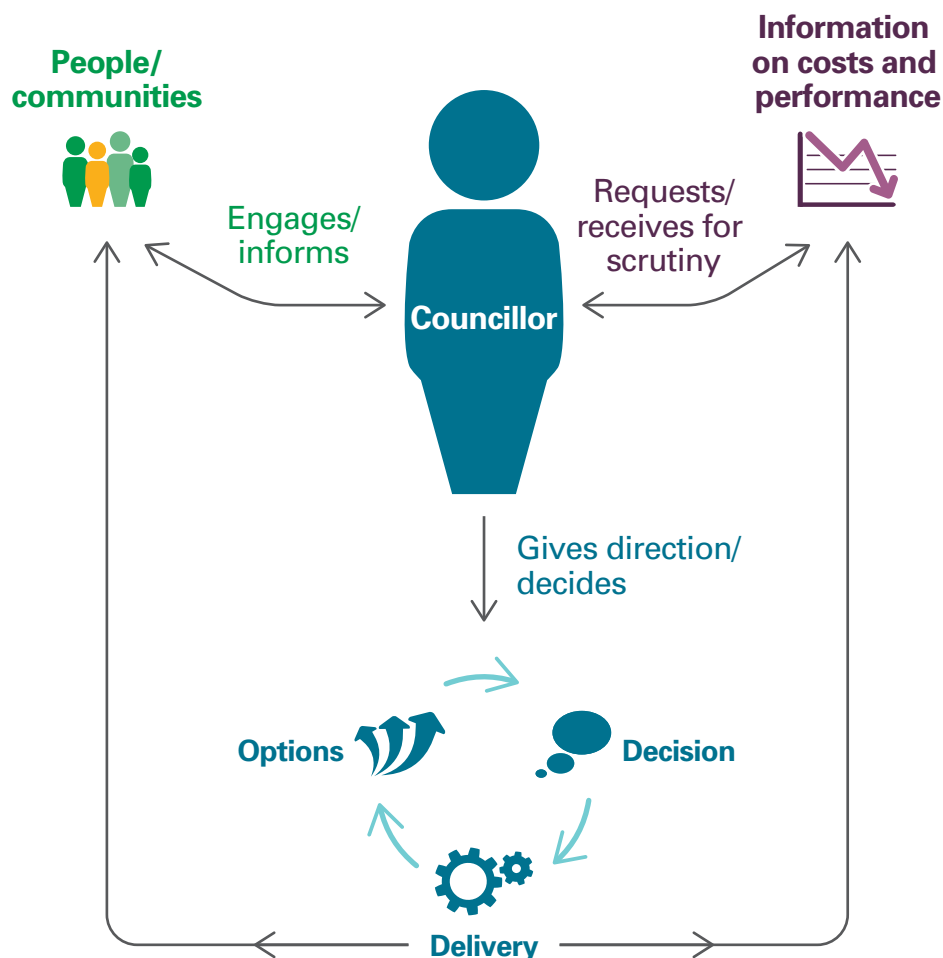 People/
communities
Information
on costs and
performance
Engages/
informs
Requests/
receives for
scrutiny
Councillor
Gives direction/
decides
Options
Decision
Delivery